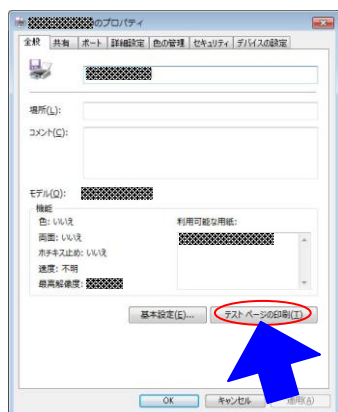 のプロパティ
全般 共有 ポート 詳細設定 色の管理 セキュリティ デバイスの設定
場所(L):
コメント(C):
モデル(O):
機能
色: いいえ 利用可能な用紙:
両面: いいえ
ホチキス止め: いいえ
速度: 不明
最高解像度:
基本設定(E)... テスト ページの印刷(T)
OK キャンセル 適用(A)